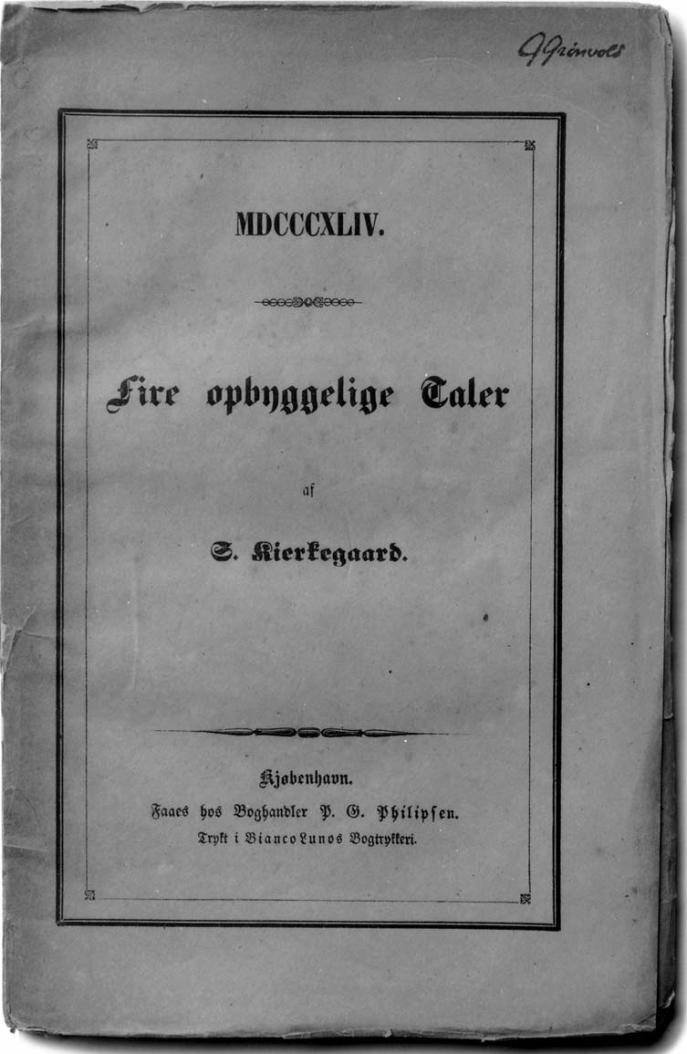 G Grönvold
MDCCCXLIV.
Fire opbyggelige Taler
af
S. Kierkegaard.
Kjøbenhavn.
Faaes hos Boghandler P. G. Philipsen.
Trykt i Bianco Lunos Bogtrykkeri.